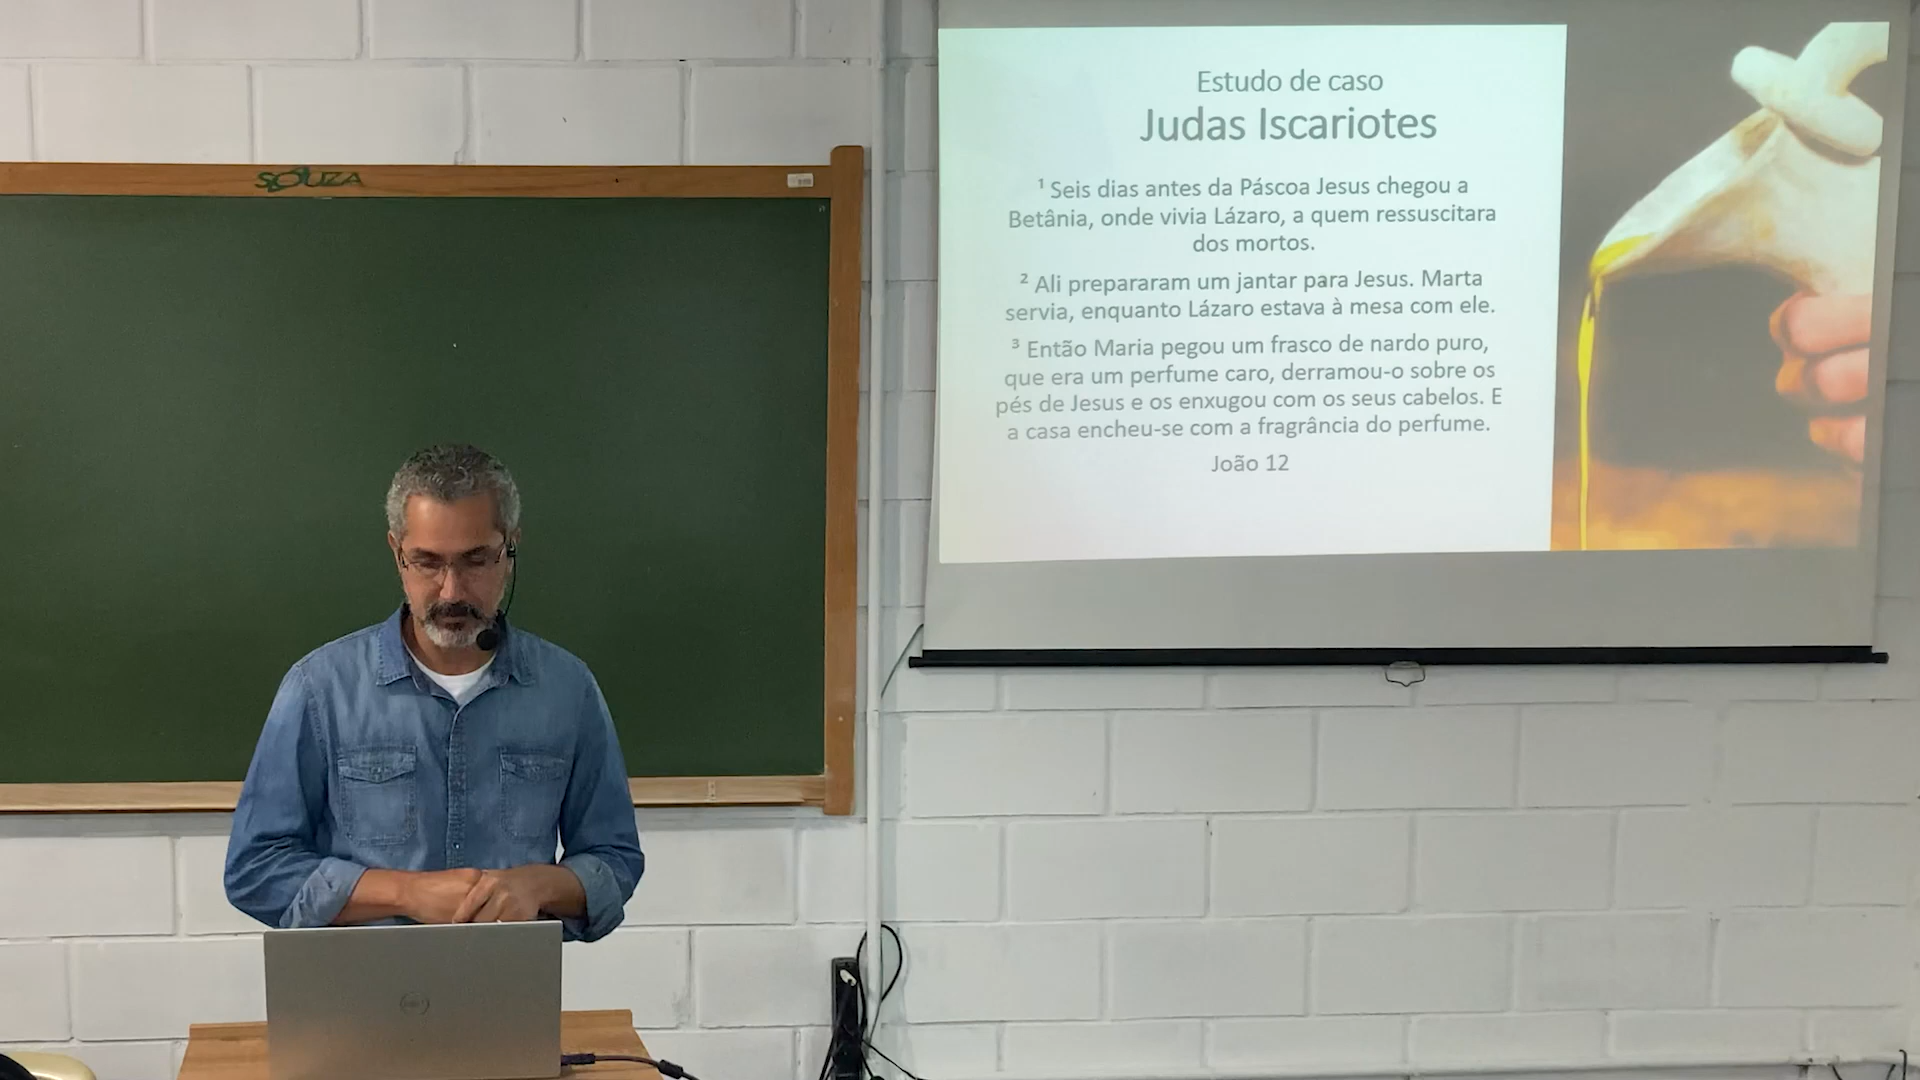 SOUZA
Estudo de caso
Judas Iscariotes
¹ Seis dias antes da Páscoa Jesus chegou a
Betânia, onde vivia Lázaro, a quem ressuscitara
dos mortos.
² Ali prepararam um jantar para Jesus. Marta
servia, enquanto Lázaro estava à mesa com ele.
³ Então Maria pegou um frasco de nardo puro,
que era um perfume caro, derramou-o sobre os
pés de Jesus e os enxugou com os seus cabelos. E
a casa encheu-se com a fragrância do perfume.
João 12
DELL